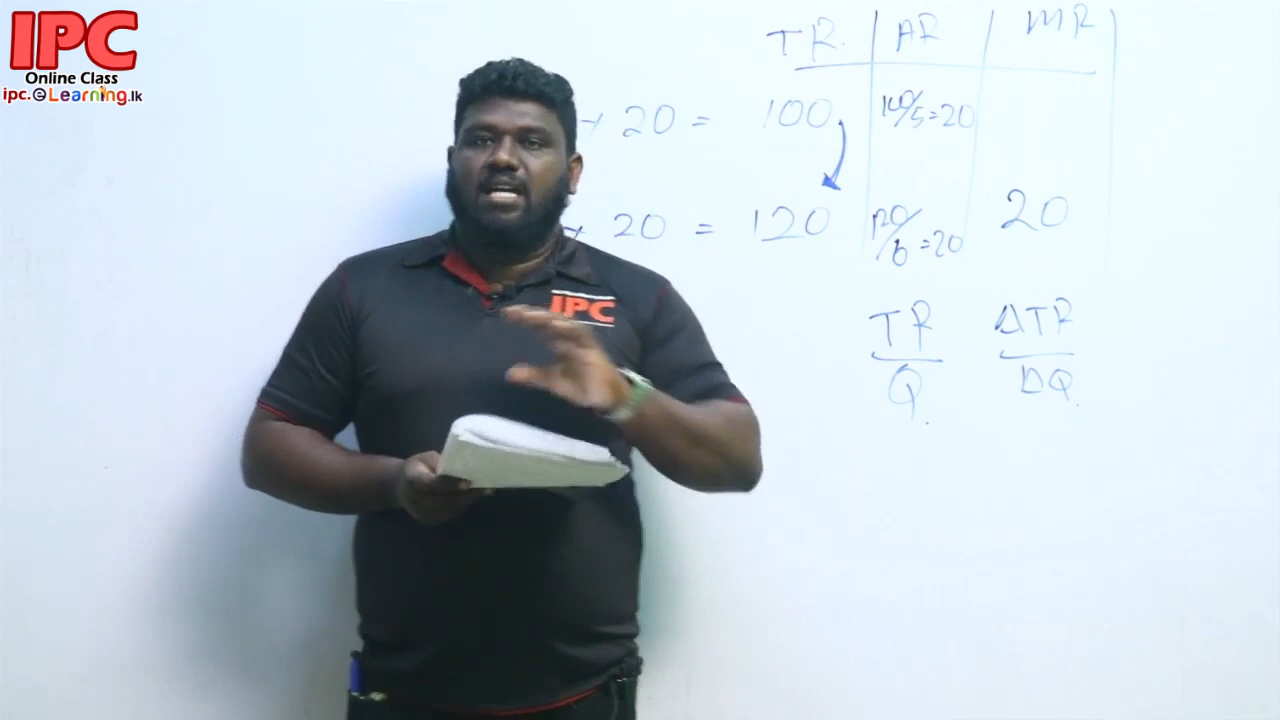 IPC
Online Class
ipc.eLearning.lk
TR. AR MR
× 20 = 100 100/5=20
× 20 = 120 120/6=20 20
IPC
TR ΔTR
Q ΔQ